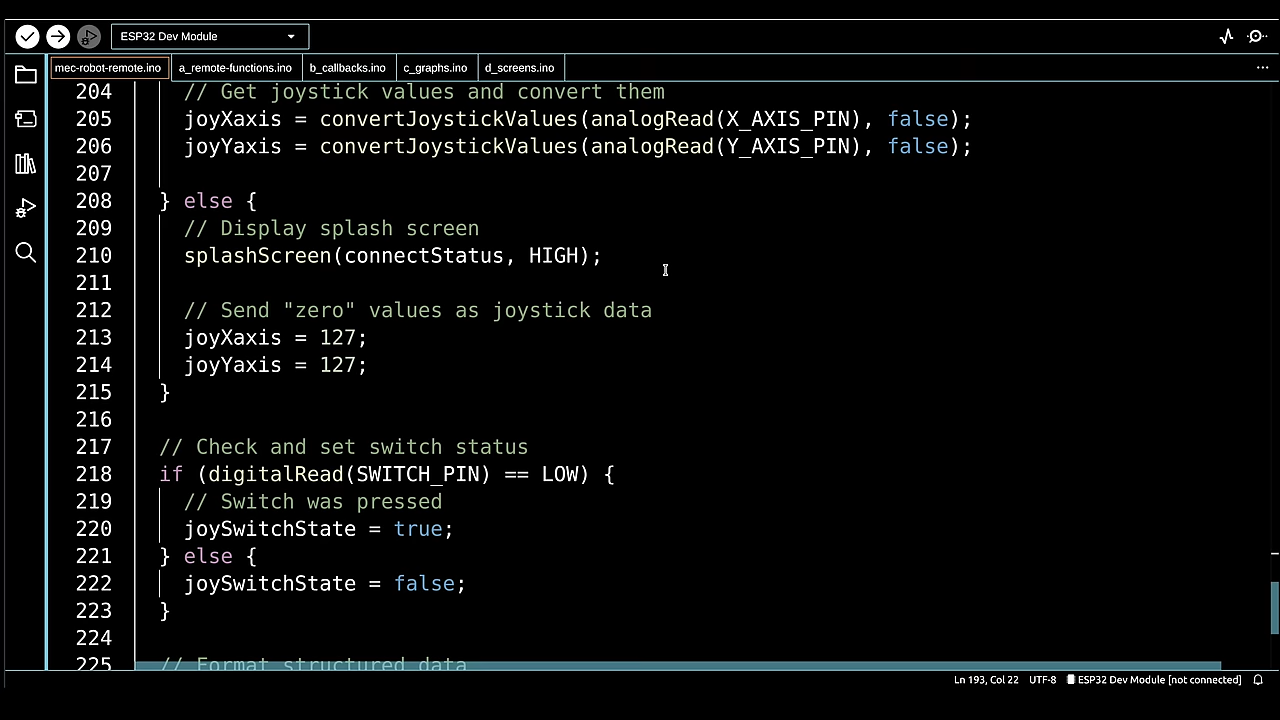 ESP32 Dev Module
mec-robot-remote.ino a_remote-functions.ino b_callbacks.ino c_graphs.ino d_screens.ino
204 // Get joystick values and convert them
205 joyXaxis = convertJoystickValues(analogRead(X_AXIS_PIN), false);
206 joyYaxis = convertJoystickValues(analogRead(Y_AXIS_PIN), false);
207
208 } else {
209 // Display splash screen
210 splashScreen(connectStatus, HIGH);
211
212 // Send "zero" values as joystick data
213 joyXaxis = 127;
214 joyYaxis = 127;
215 }
216
217 // Check and set switch status
218 if (digitalRead(SWITCH_PIN) == LOW) {
219 // Switch was pressed
220 joySwitchState = true;
221 } else {
222 joySwitchState = false;
223 }
224
225 // Format structured data
Ln 193, Col 22 UTF-8 ESP32 Dev Module [not connected]